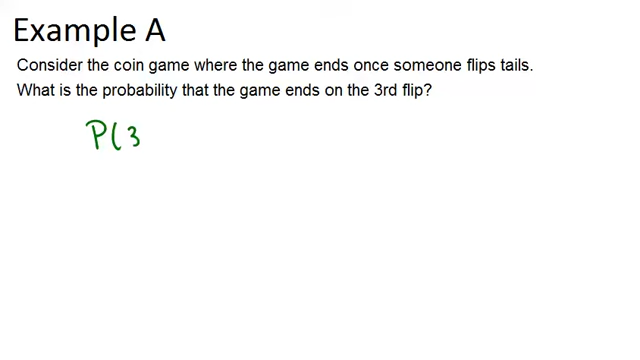 Example A
Consider the coin game where the game ends once someone flips tails.
What is the probability that the game ends on the 3rd flip?
P(3